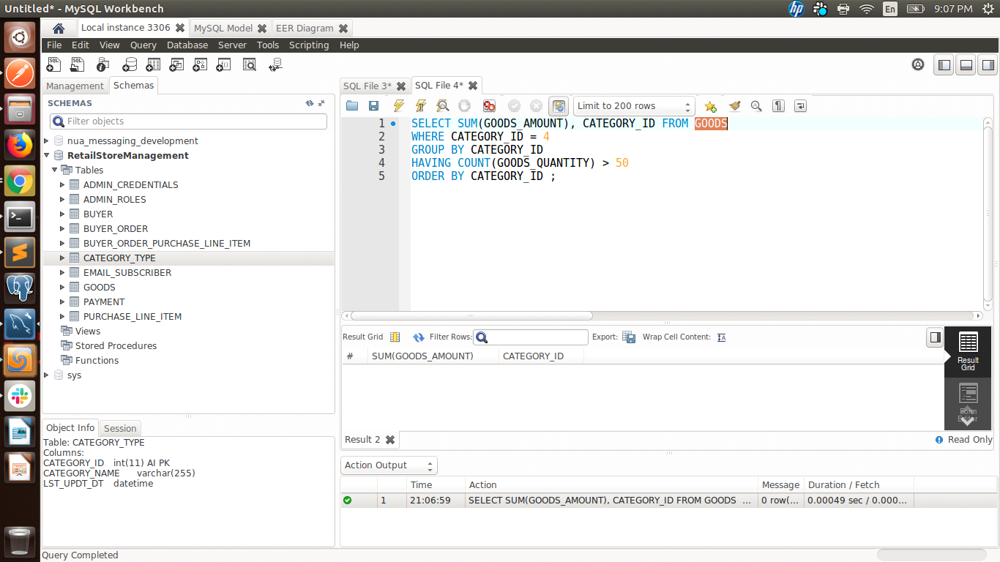 Untitled* - MySQL Workbench
En
9:07 PM
Local instance 3306
MySQL Model
EER Diagram
File Edit View Query Database Server Tools Scripting Help
Management
Schemas
SCHEMAS
Filter objects
nua_messaging_development
RetailStoreManagement
Tables
ADMIN_CREDENTIALS
ADMIN_ROLES
BUYER
BUYER_ORDER
BUYER_ORDER_PURCHASE_LINE_ITEM
CATEGORY_TYPE
EMAIL_SUBSCRIBER
GOODS
PAYMENT
PURCHASE_LINE_ITEM
Views
Stored Procedures
Functions
sys
Object Info
Session
Table: CATEGORY_TYPE
Columns:
CATEGORY_ID int(11) AI PK
CATEGORY_NAME varchar(255)
LST_UPDT_DT datetime
SQL File 3*
SQL File 4*
Limit to 200 rows
1 SELECT SUM(GOODS_AMOUNT), CATEGORY_ID FROM GOODS
2 WHERE CATEGORY_ID = 4
3 GROUP BY CATEGORY_ID
4 HAVING COUNT(GOODS_QUANTITY) > 50
5 ORDER BY CATEGORY_ID ;
Result Grid
Filter Rows:
Export:
Wrap Cell Content:
# SUM(GOODS_AMOUNT) CATEGORY_ID
Result
Grid
Form
Editor
Result 2
Read Only
Action Output
Time Action Message Duration / Fetch
1 21:06:59 SELECT SUM(GOODS_AMOUNT), CATEGORY_ID FROM GOODS ... 0 row(... 0.00049 sec / 0.000...
Query Completed